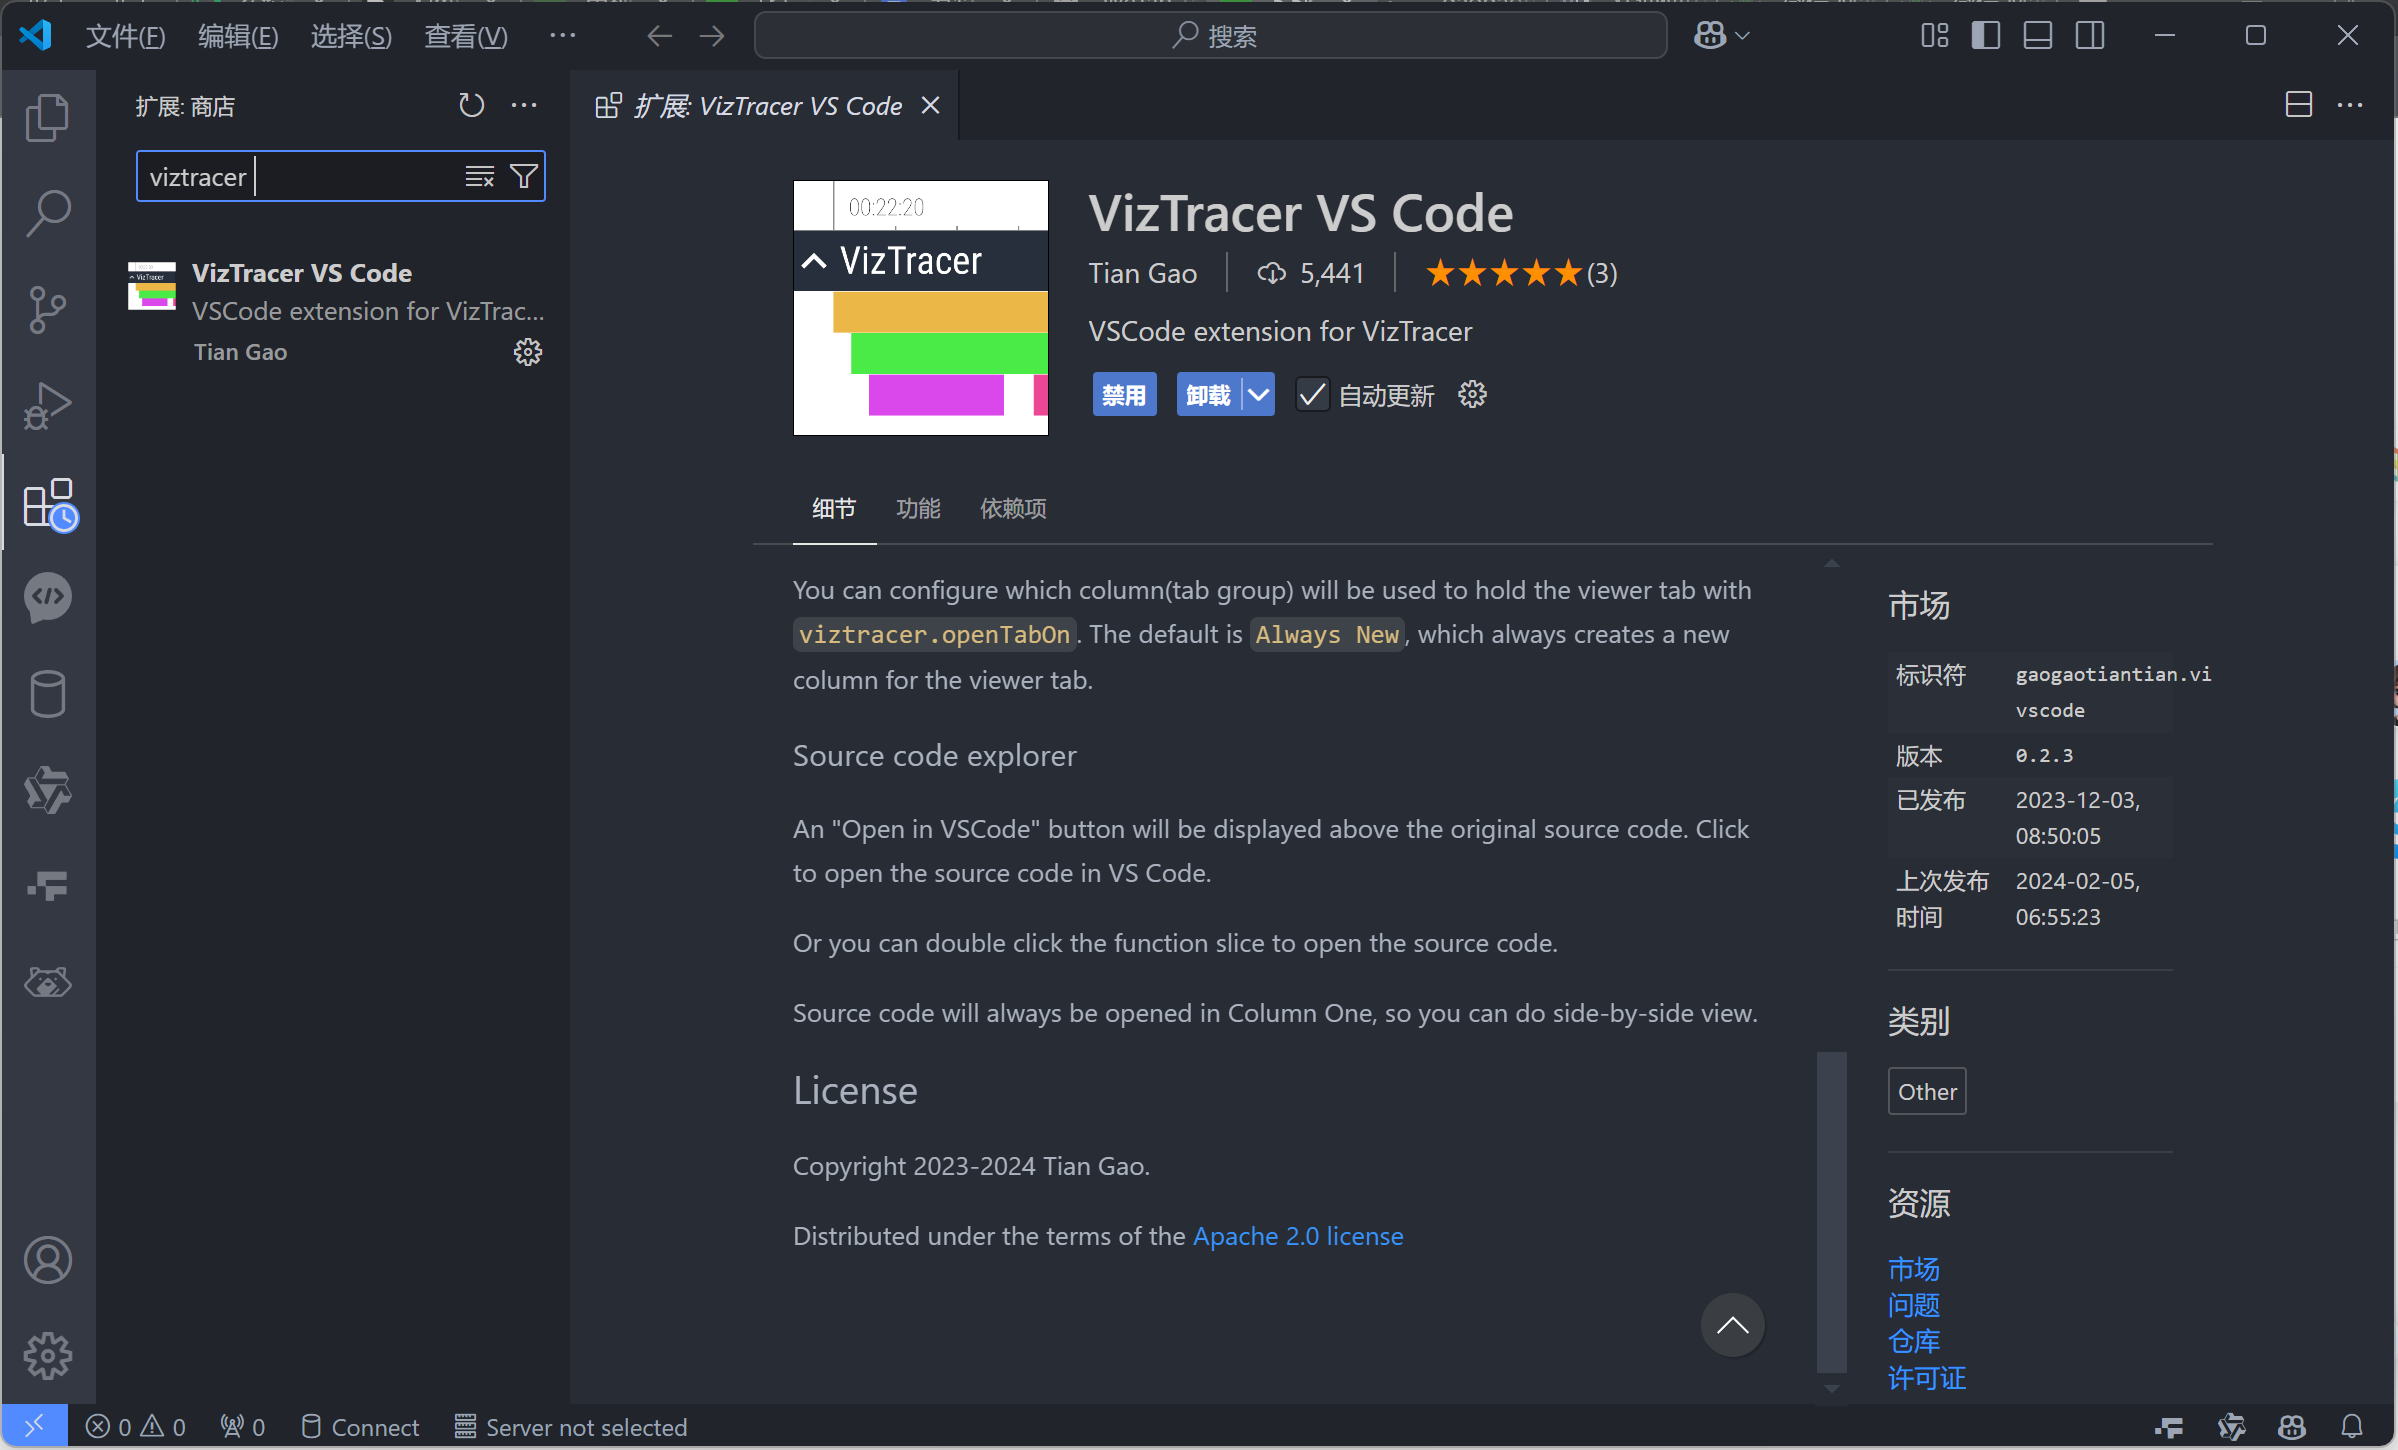 文件(F) 编辑(E) 选择(S) 查看(V) ··· 搜索
扩展: 商店
viztracer
VizTracer VS Code
VSCode extension for VizTrac...
Tian Gao
扩展: VizTracer VS Code
00:22:20
VizTracer
VizTracer VS Code
Tian Gao 5,441 (3)
VSCode extension for VizTracer
禁用 卸载 自动更新
细节 功能 依赖项
You can configure which column(tab group) will be used to hold the viewer tab with
viztracer.openTabOn. The default is Always New, which always creates a new
column for the viewer tab.
Source code explorer
An "Open in VSCode" button will be displayed above the original source code. Click
to open the source code in VS Code.
Or you can double click the function slice to open the source code.
Source code will always be opened in Column One, so you can do side-by-side view.
License
Copyright 2023-2024 Tian Gao.
Distributed under the terms of the Apache 2.0 license
市场
标识符 gaogaotiantian.vi
vscode
版本 0.2.3
已发布 2023-12-03,
08:50:05
上次发布 2024-02-05,
时间 06:55:23
类别
Other
资源
市场
问题
仓库
许可证
0 0 0 Connect Server not selected